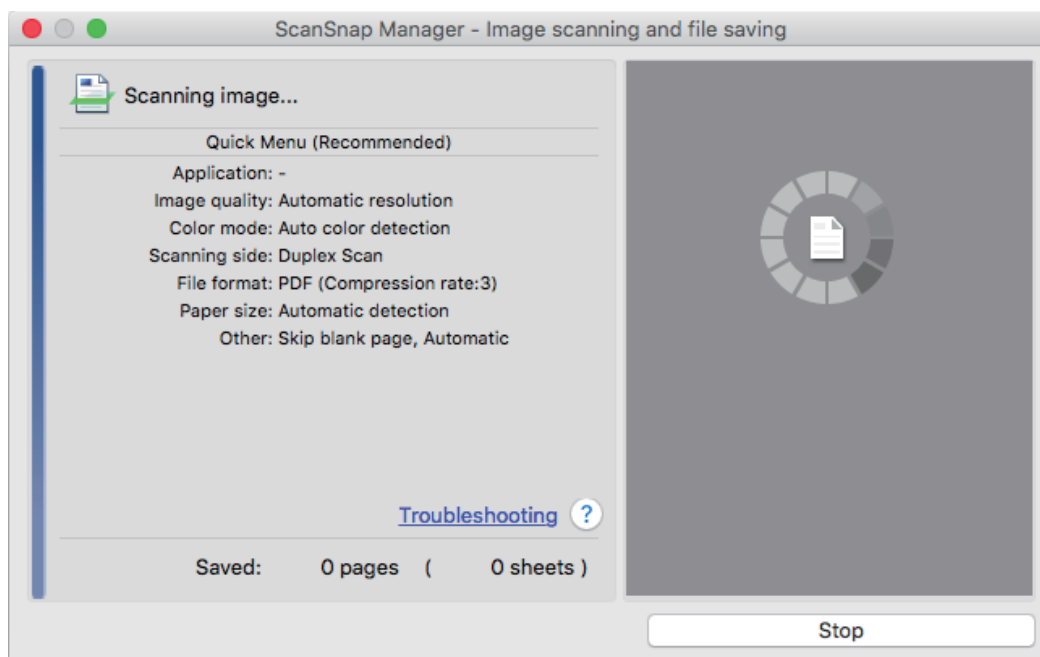 ScanSnap Manager - Image scanning and file saving
Scanning image...
Quick Menu (Recommended)
Application: -
Image quality: Automatic resolution
Color mode: Auto color detection
Scanning side: Duplex Scan
File format: PDF (Compression rate:3)
Paper size: Automatic detection
Other: Skip blank page, Automatic
Troubleshooting ?
Saved: 0 pages ( 0 sheets )
Stop